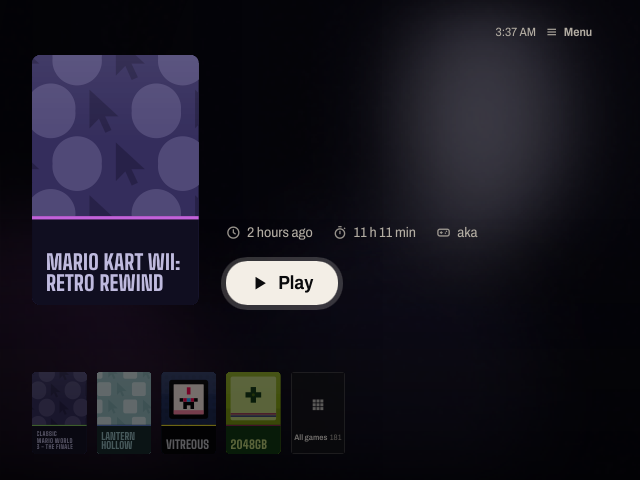 3:37 AM Menu
MARIO KART WII:
RETRO REWIND
2 hours ago 11 h 11 min aka
Play
CLASSIC
MARIO WORLD
3 - THE FINALE
LANTERN
HOLLOW
VITREOUS
2048GB
All games 181